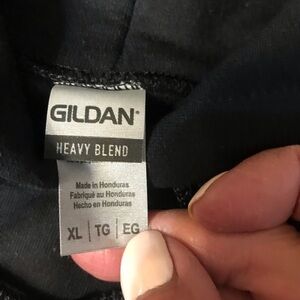 GILDAN®
HEAVY BLEND
Made in Honduras
Fabriqué au Honduras
Hecho en Honduras
XL | TG | EG